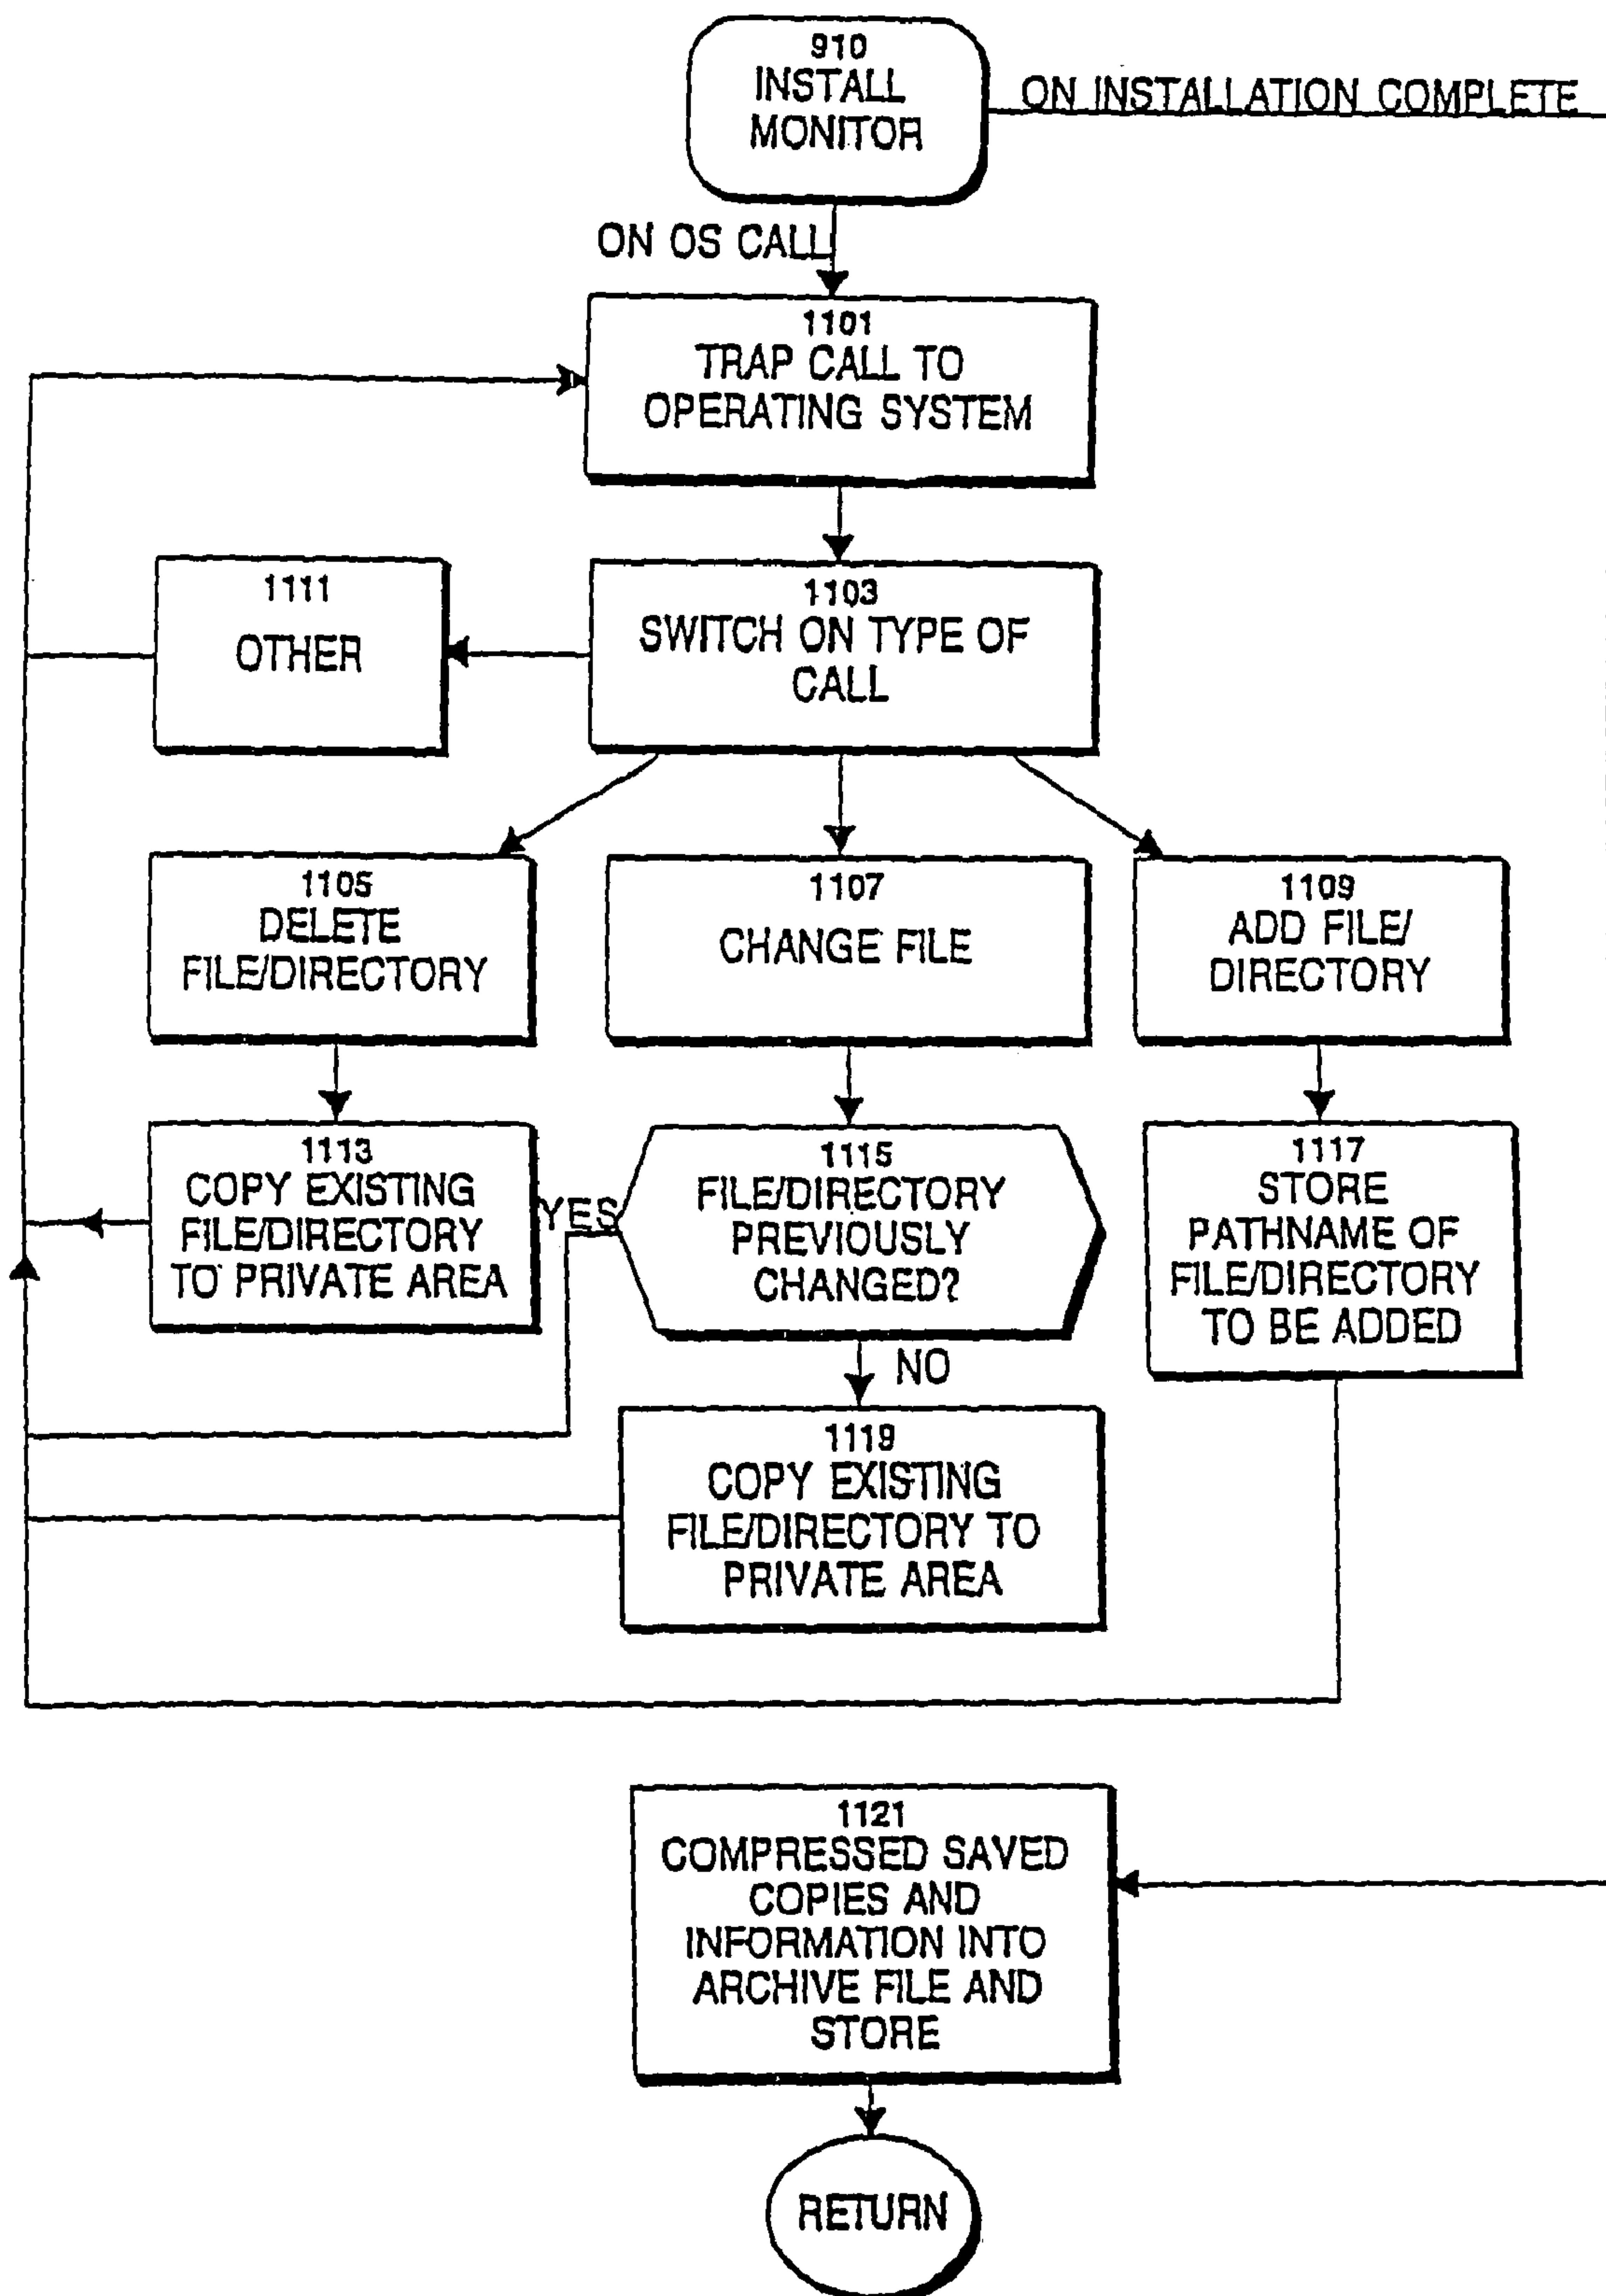 910
INSTALL
MONITOR
ON INSTALLATION COMPLETE
ON OS CALL
1101
TRAP CALL TO
OPERATING SYSTEM
1111
OTHER
1103
SWITCH ON TYPE OF
CALL
1105
DELETE
FILE/DIRECTORY
1107
CHANGE FILE
1109
ADD FILE/
DIRECTORY
1113
COPY EXISTING
FILE/DIRECTORY
TO PRIVATE AREA
YES
1115
FILE/DIRECTORY
PREVIOUSLY
CHANGED?
NO
1117
STORE
PATHNAME OF
FILE/DIRECTORY
TO BE ADDED
1119
COPY EXISTING
FILE/DIRECTORY TO
PRIVATE AREA
1121
COMPRESSED SAVED
COPIES AND
INFORMATION INTO
ARCHIVE FILE AND
STORE
RETURN